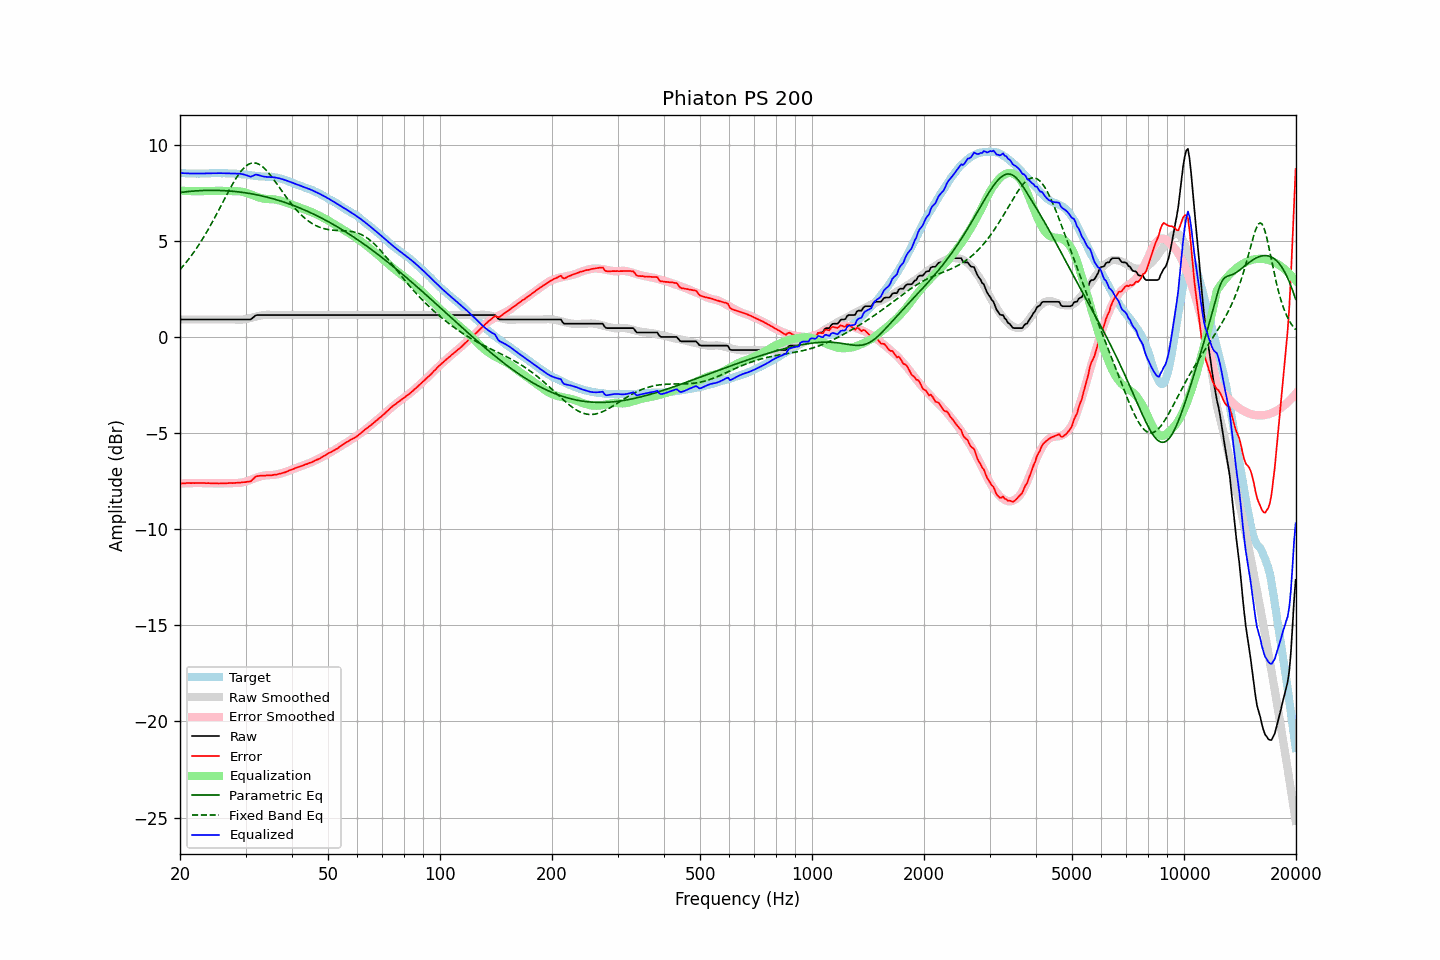 Phiaton PS 200
Amplitude (dBr)
10
5
0
−5
−10
−15
−20
−25
Target
Raw Smoothed
Error Smoothed
Raw
Error
Equalization
Parametric Eq
Fixed Band Eq
Equalized
20 50 100 200 500 1000 2000 5000 10000 20000
Frequency (Hz)